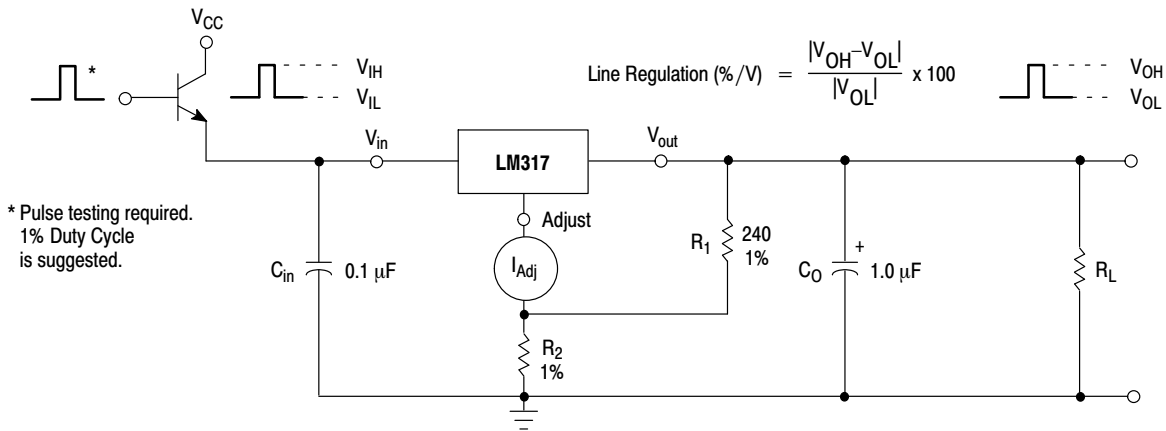 V_CC
*
V_IH
V_IL
Line Regulation (%/V) = |V_OH–V_OL| / |V_OL| x 100
V_OH
V_OL
V_in
LM317
V_out
* Pulse testing required.
1% Duty Cycle
is suggested.
Adjust
I_Adj
C_in 0.1 µF
R_1 240
1%
C_O + 1.0 µF
R_L
R_2
1%